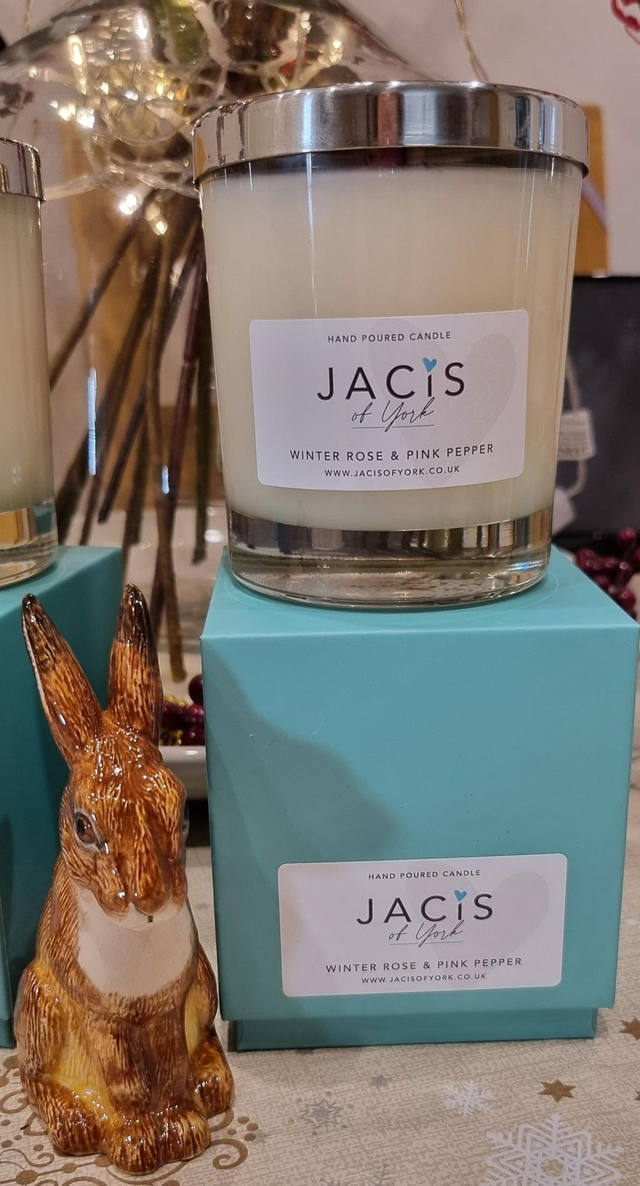 HAND POURED CANDLE
JACiS
of York
WINTER ROSE & PINK PEPPER
WWW.JACISOFYORK.CO.UK
HAND POURED CANDLE
JACiS
of York
WINTER ROSE & PINK PEPPER
WWW.JACISOFYORK.CO.UK